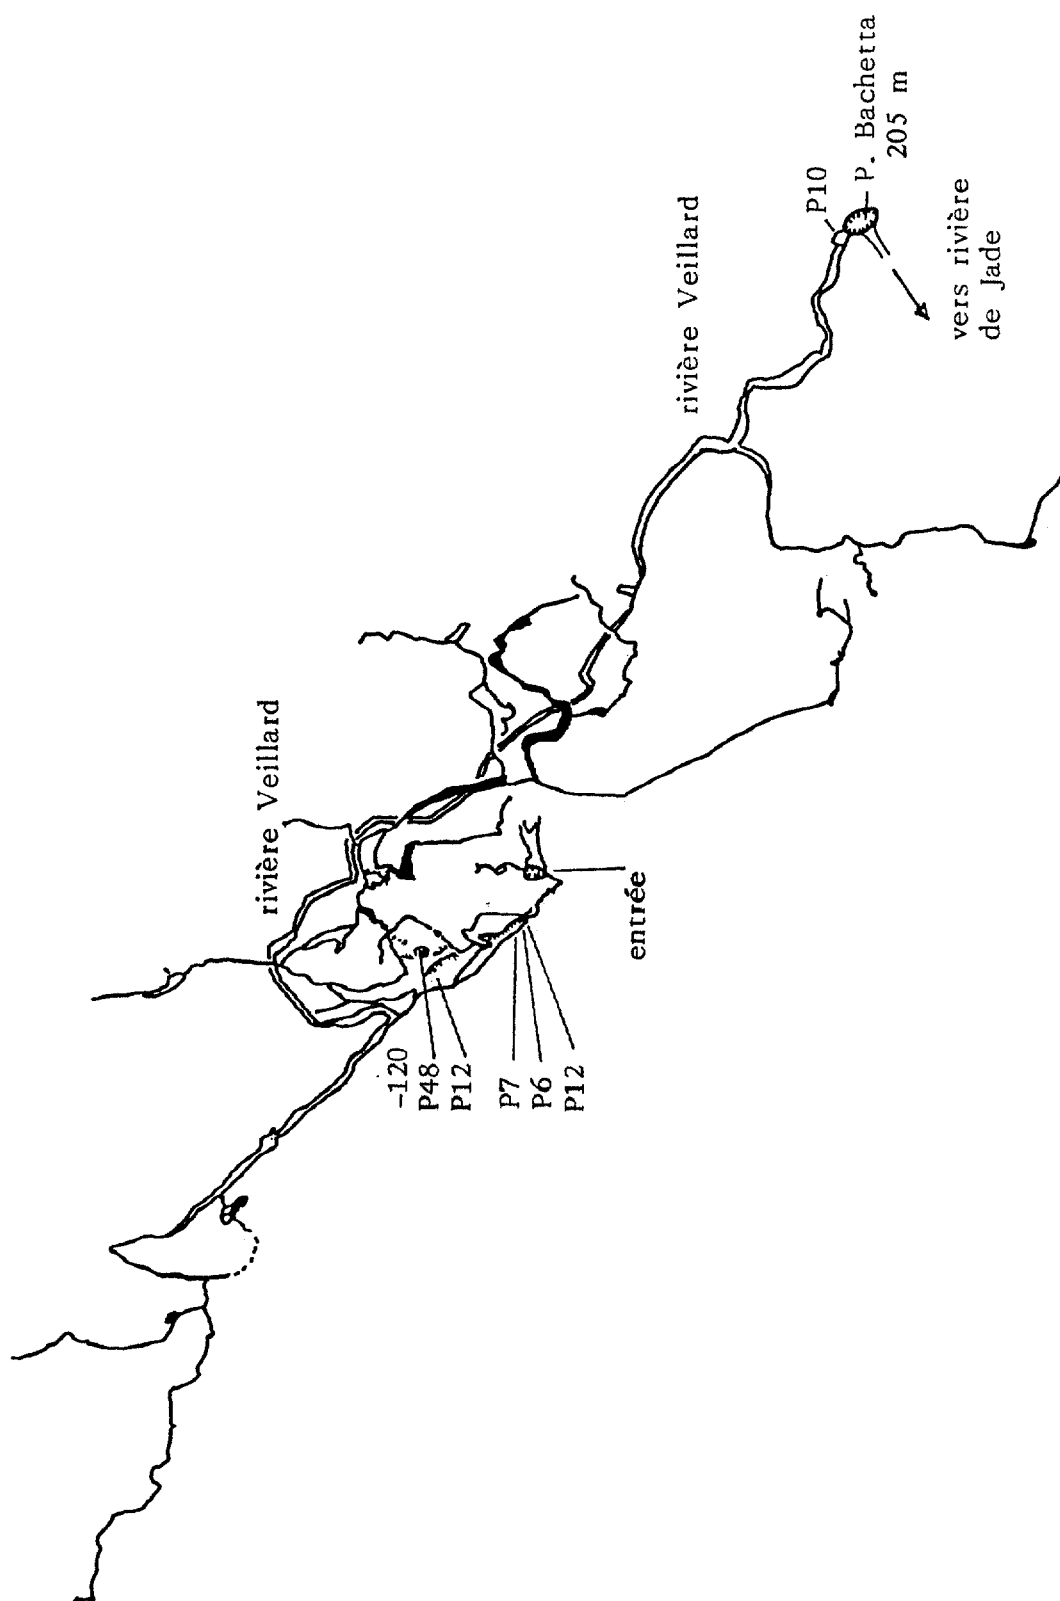 rivière Veillard
-120
P48
P12
P7
P6
P12
entrée
rivière Veillard
P10
P. Bachetta
205 m
vers rivière
de Jade